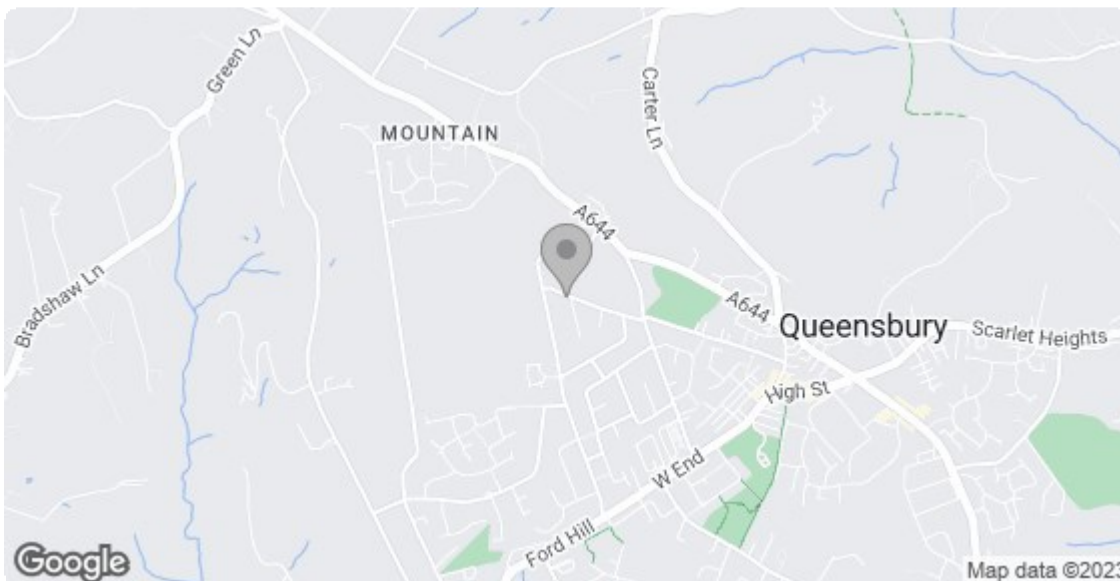 Green Ln
Carter Ln
MOUNTAIN
A644
Bradshaw Ln
A644
Queensbury
Scarlet Heights
High St
W End
Ford Hill
Google
Map data ©202